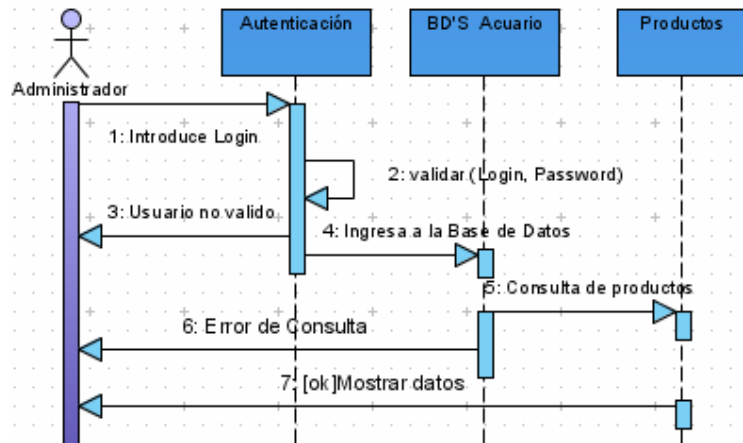 Autenticación
BD'S Acuario
Productos
Administrador
1: Introduce Login
2: validar(Login, Password)
3: Usuario no valido
4: Ingresa a la Base de Datos
5: Consulta de productos
6: Error de Consulta
7: [ok]Mostrar datos